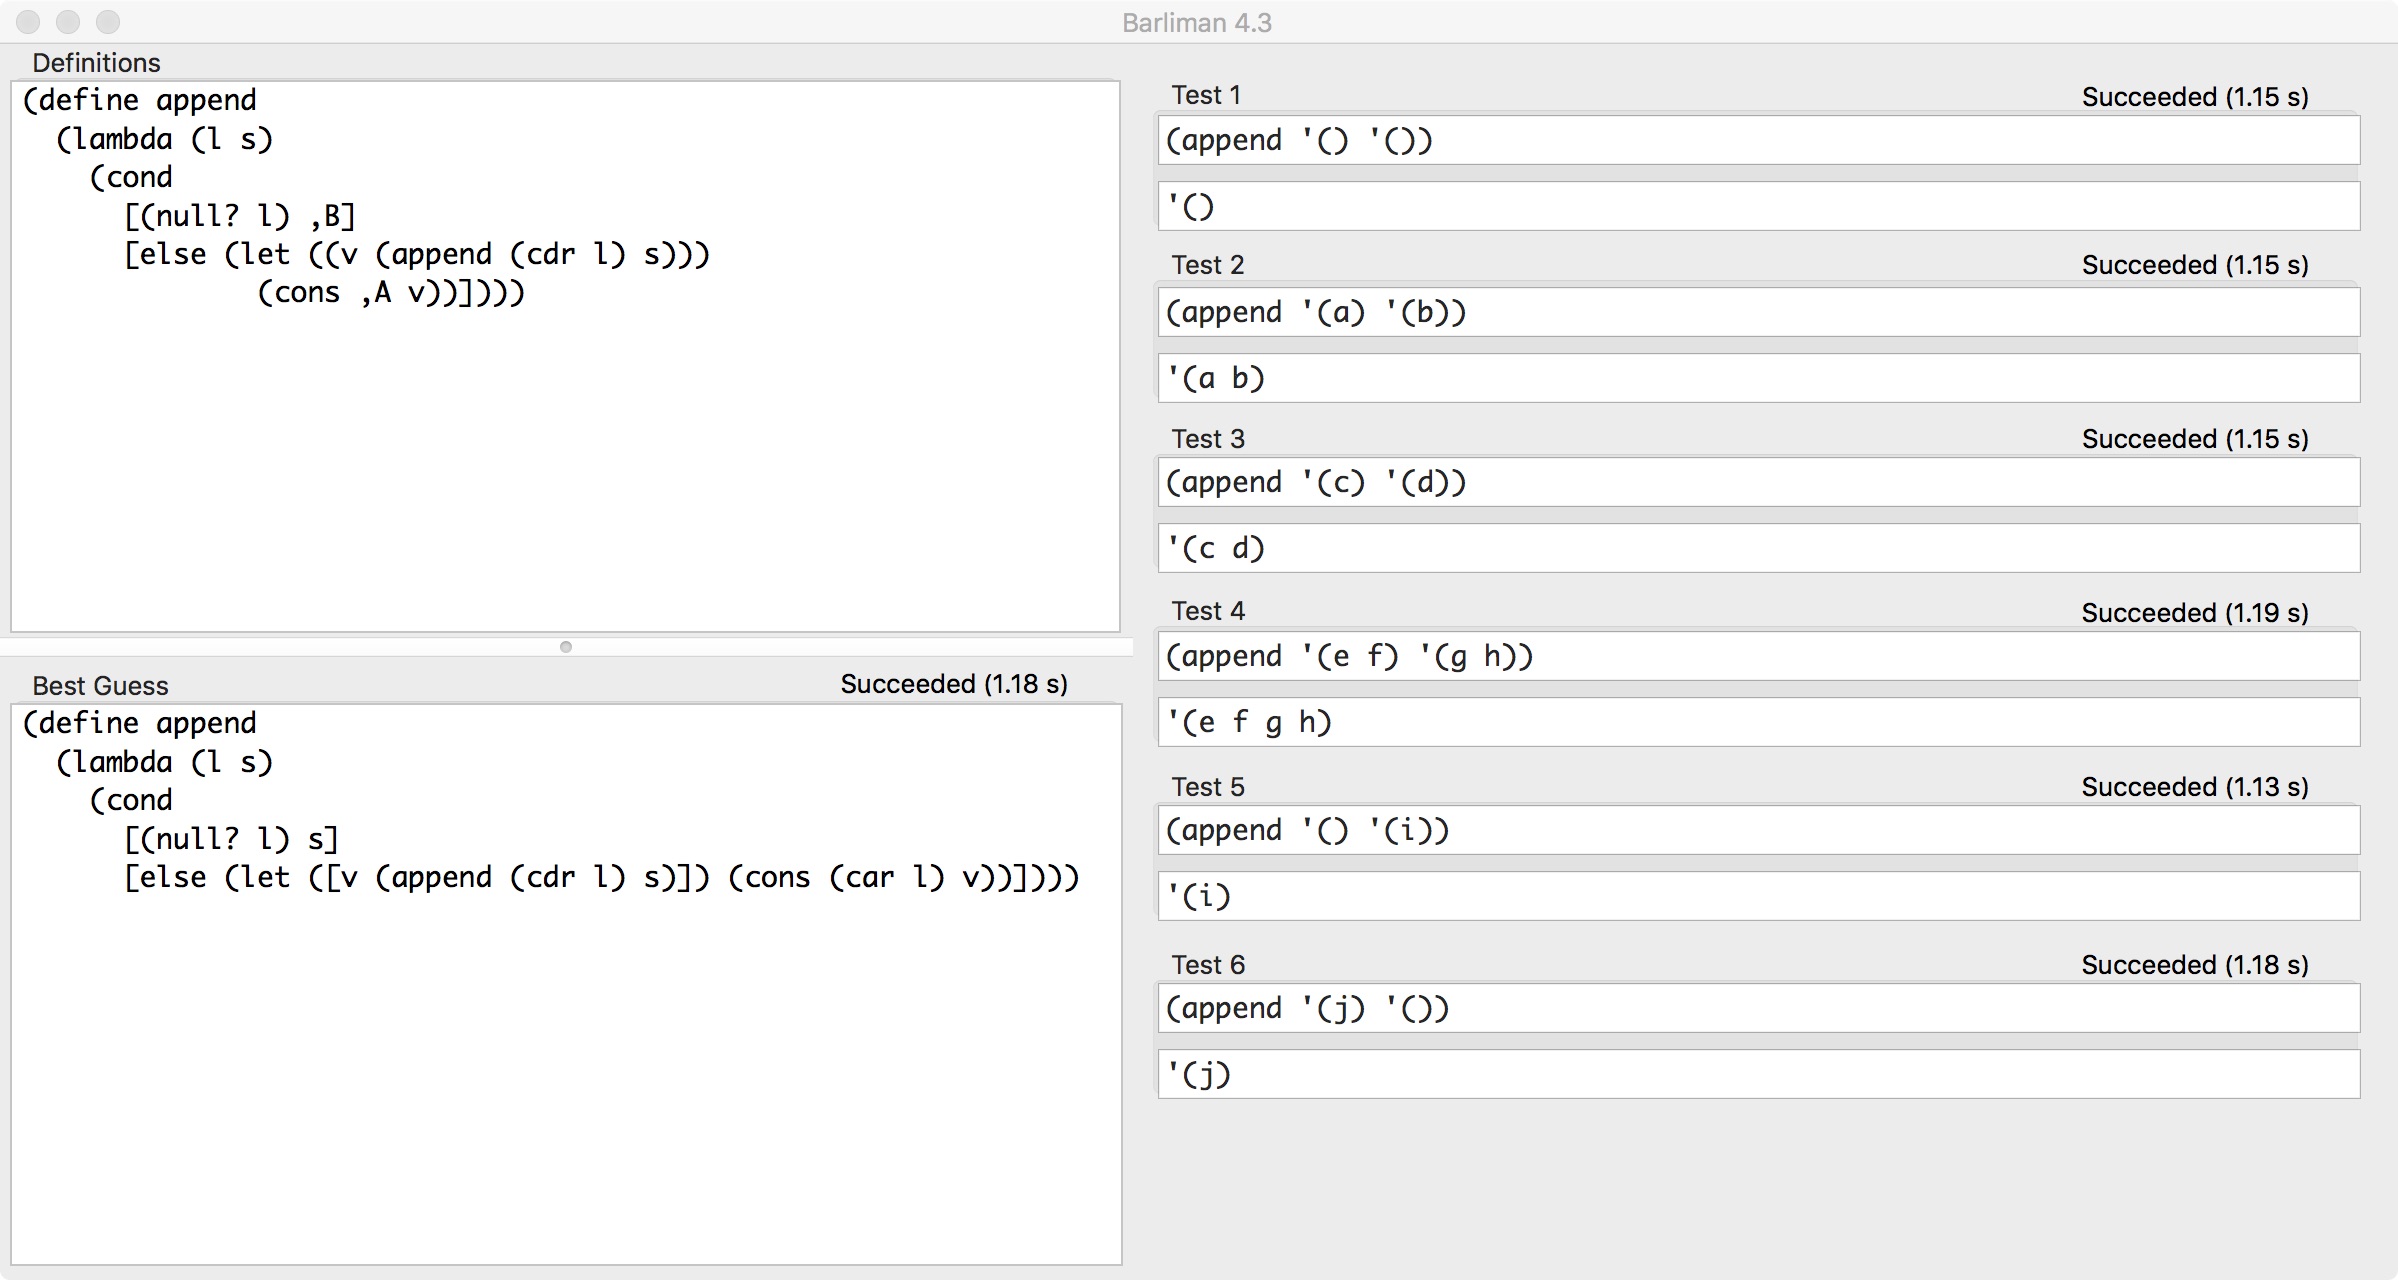 Barliman 4.3
Definitions
(define append
  (lambda (l s)
    (cond
      [(null? l) ,B]
      [else (let ((v (append (cdr l) s)))
              (cons ,A v))])))
Best Guess
Succeeded (1.18 s)
(define append
  (lambda (l s)
    (cond
      [(null? l) s]
      [else (let ([v (append (cdr l) s)]) (cons (car l) v))])))
Test 1
Succeeded (1.15 s)
(append '() '())
'()
Test 2
Succeeded (1.15 s)
(append '(a) '(b))
'(a b)
Test 3
Succeeded (1.15 s)
(append '(c) '(d))
'(c d)
Test 4
Succeeded (1.19 s)
(append '(e f) '(g h))
'(e f g h)
Test 5
Succeeded (1.13 s)
(append '() '(i))
'(i)
Test 6
Succeeded (1.18 s)
(append '(j) '())
'(j)